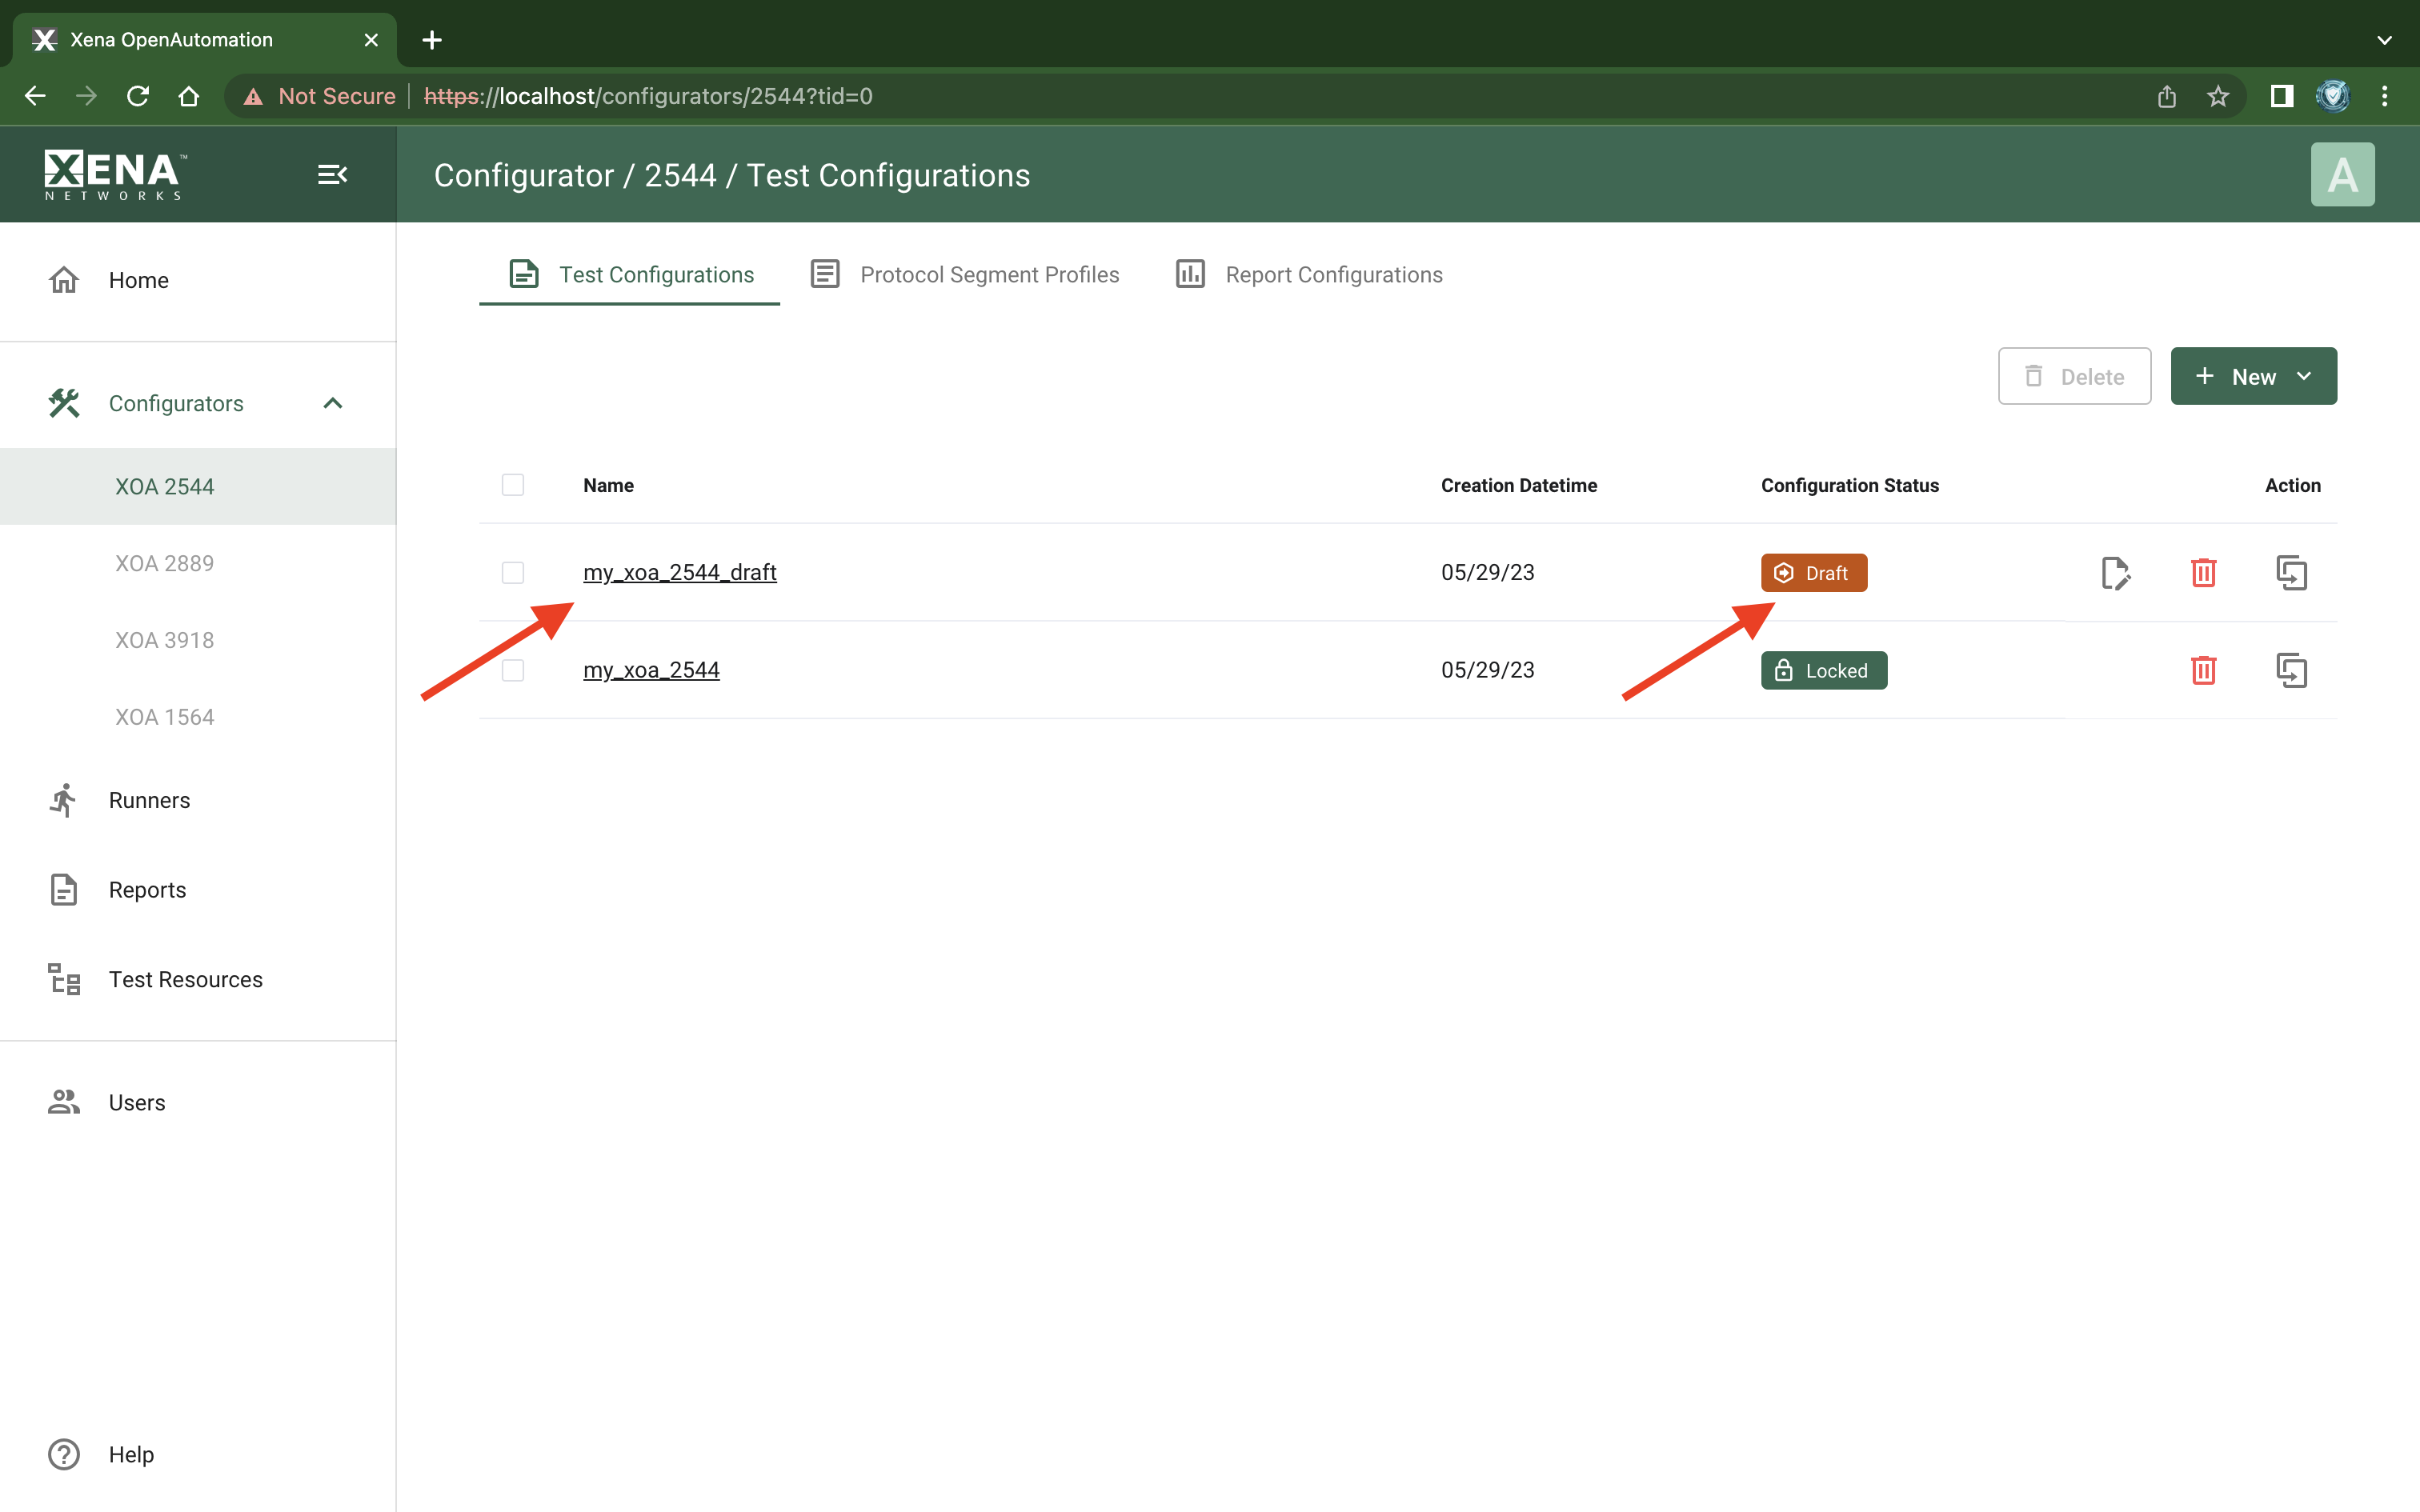 Xena OpenAutomation
Not Secure https://localhost/configurators/2544?tid=0
XENA™
NETWORKS
Configurator / 2544 / Test Configurations
A
Home
Configurators
XOA 2544
XOA 2889
XOA 3918
XOA 1564
Runners
Reports
Test Resources
Users
Help
Test Configurations Protocol Segment Profiles Report Configurations
Delete New
Name Creation Datetime Configuration Status Action
my_xoa_2544_draft 05/29/23 Draft
my_xoa_2544 05/29/23 Locked